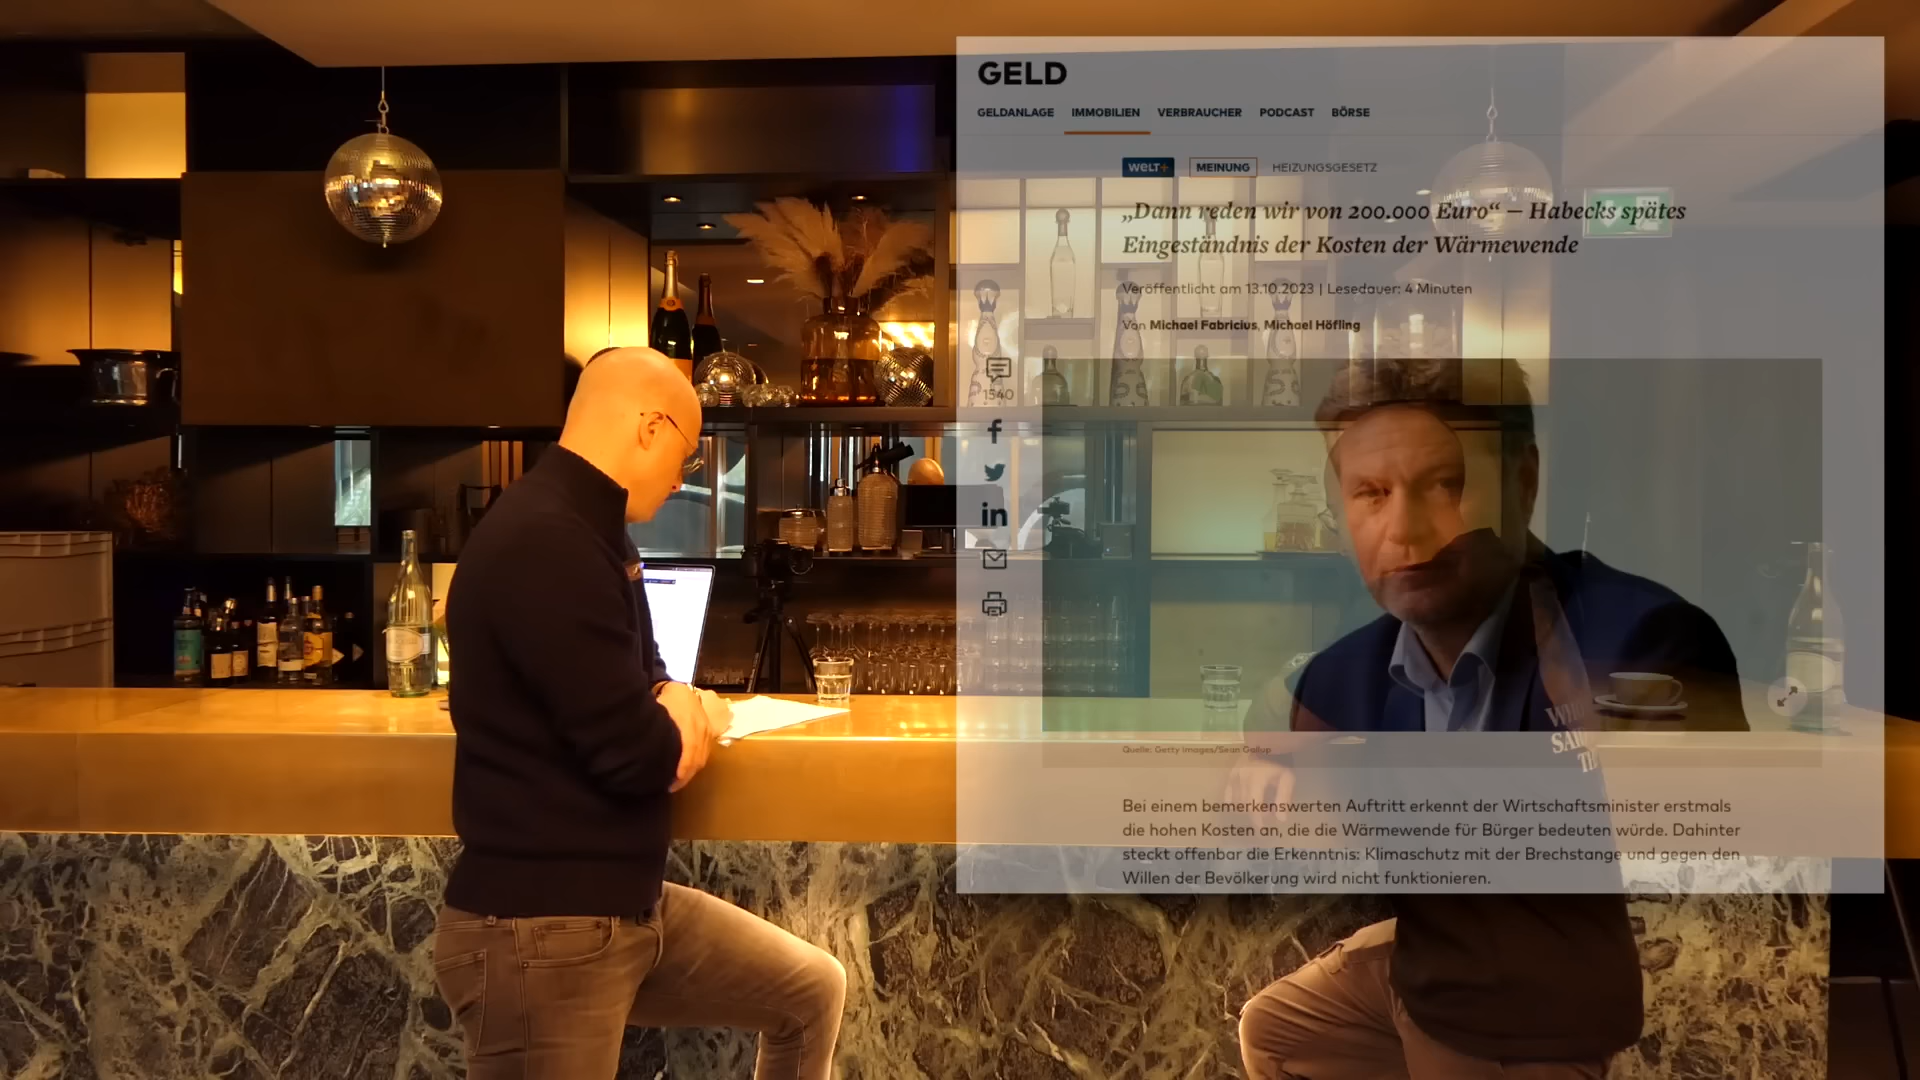 GELD
GELDANLAGE IMMOBILIEN VERBRAUCHER PODCAST BÖRSE
WELT+ MEINUNG HEIZUNGSGESETZ
„Dann reden wir von 200.000 Euro“ – Habecks spätes
Eingeständnis der Kosten der Wärmewende
Veröffentlicht am 13.10.2023 | Lesedauer: 4 Minuten
Von Michael Fabricius, Michael Höfling
1540
Quelle: Getty Images/Sean Gallup
Bei einem bemerkenswerten Auftritt erkennt der Wirtschaftsminister erstmals
die hohen Kosten an, die die Wärmewende für Bürger bedeuten würde. Dahinter
steckt offenbar die Erkenntnis: Klimaschutz mit der Brechstange und gegen den
Willen der Bevölkerung wird nicht funktionieren.